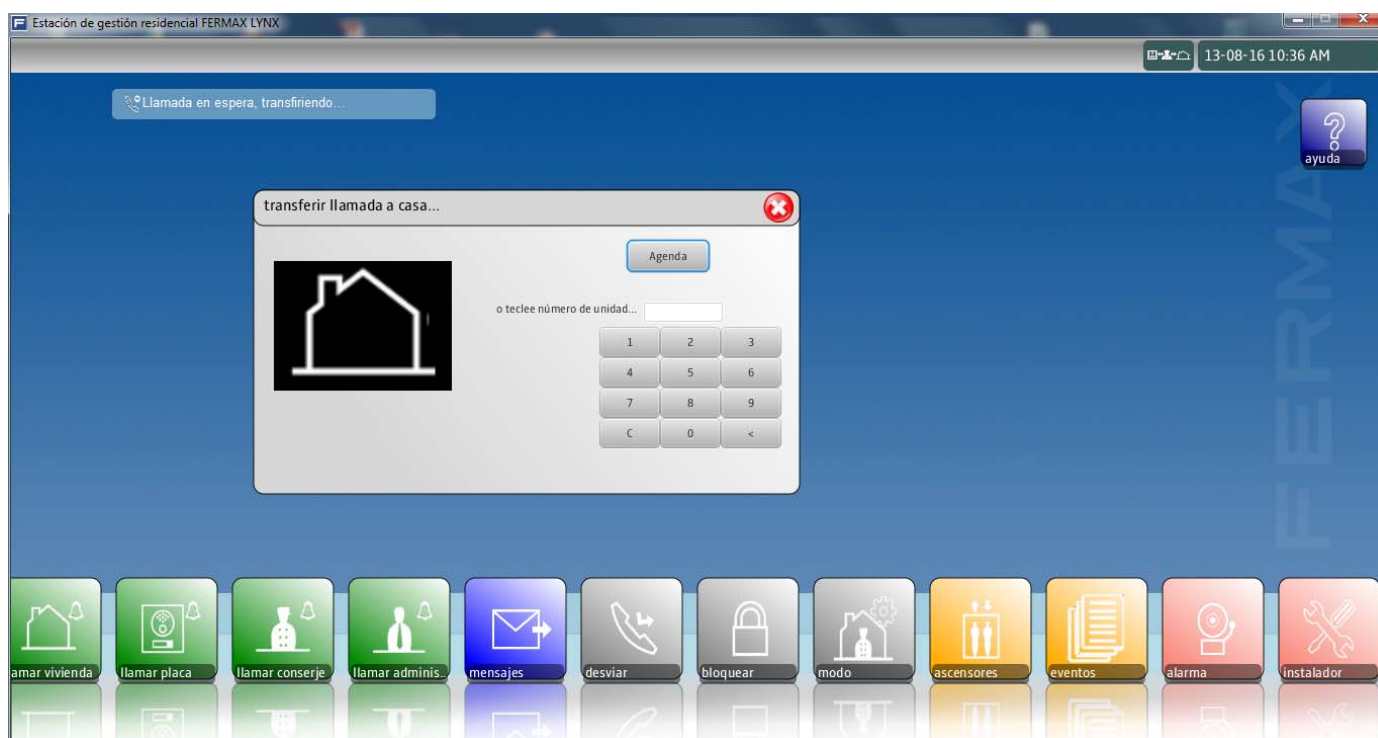 Estación de gestión residencial FERMAX LYNX
13-08-16 10:36 AM
Llamada en espera, transfiriendo...
ayuda
transferir llamada a casa...
Agenda
o teclee número de unidad...
1 2 3
4 5 6
7 8 9
C 0 <
FERMAX
amar vivienda
llamar placa
llamar conserje
llamar adminis..
mensajes
desviar
bloquear
modo
ascensores
eventos
alarma
instalador